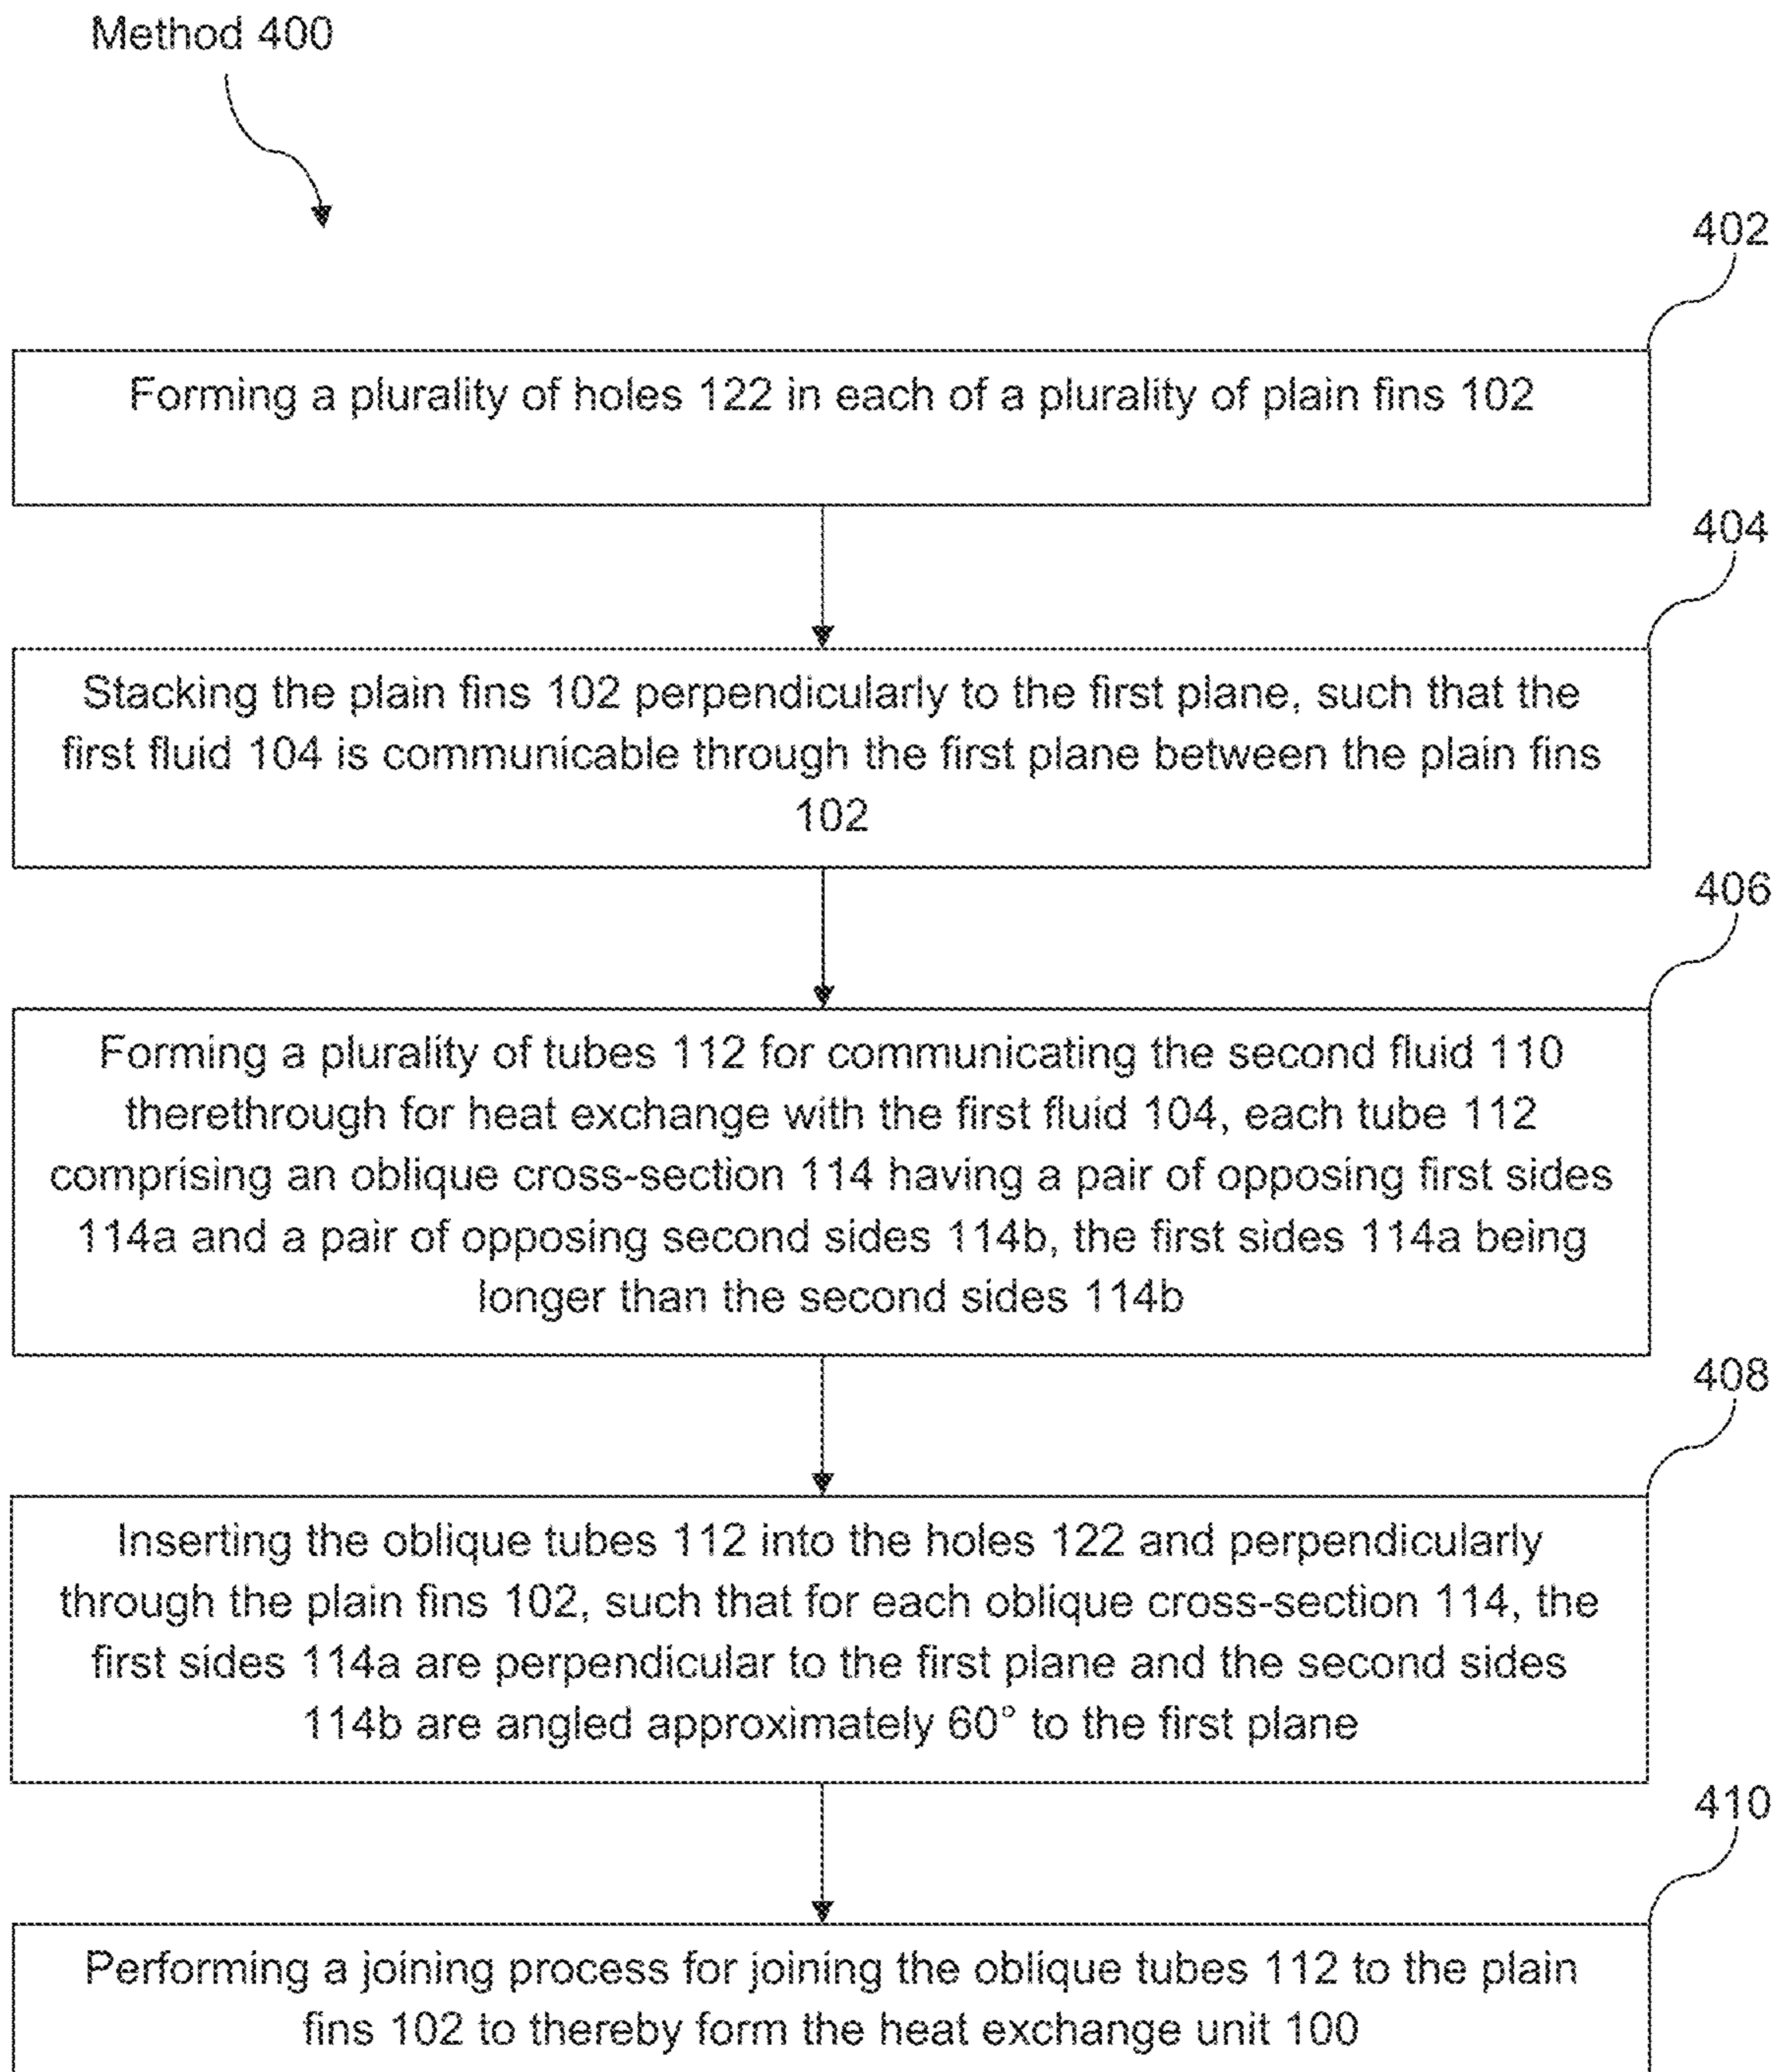 Method 400
402
Forming a plurality of holes 122 in each of a plurality of plain fins 102
404
Stacking the plain fins 102 perpendicularly to the first plane, such that the
first fluid 104 is communicable through the first plane between the plain fins
102
406
Forming a plurality of tubes 112 for communicating the second fluid 110
therethrough for heat exchange with the first fluid 104, each tube 112
comprising an oblique cross-section 114 having a pair of opposing first sides
114a and a pair of opposing second sides 114b, the first sides 114a being
longer than the second sides 114b
408
Inserting the oblique tubes 112 into the holes 122 and perpendicularly
through the plain fins 102, such that for each oblique cross-section 114, the
first sides 114a are perpendicular to the first plane and the second sides
114b are angled approximately 60° to the first plane
410
Performing a joining process for joining the oblique tubes 112 to the plain
fins 102 to thereby form the heat exchange unit 100